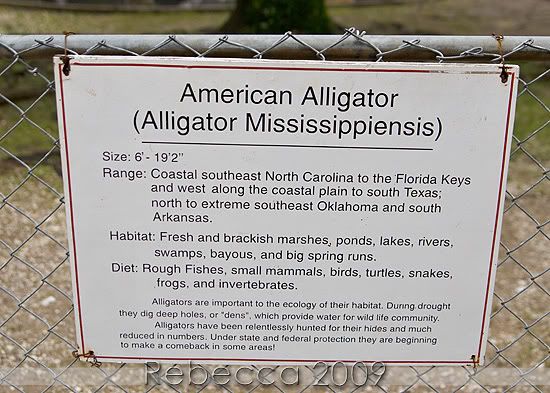 American Alligator
(Alligator Mississippiensis)
Size: 6'- 19'2"
Range: Coastal southeast North Carolina to the Florida Keys
and west along the coastal plain to south Texas;
north to extreme southeast Oklahoma and south
Arkansas.
Habitat: Fresh and brackish marshes, ponds, lakes, rivers,
swamps, bayous, and big spring runs.
Diet: Rough Fishes, small mammals, birds, turtles, snakes,
frogs, and invertebrates.
Alligators are important to the ecology of their habitat. During drought
they dig deep holes, or "dens", which provide water for wild life community.
Alligators have been relentlessly hunted for their hides and much
reduced in numbers. Under state and federal protection they are beginning
to make a comeback in some areas!
Rebecca 2009